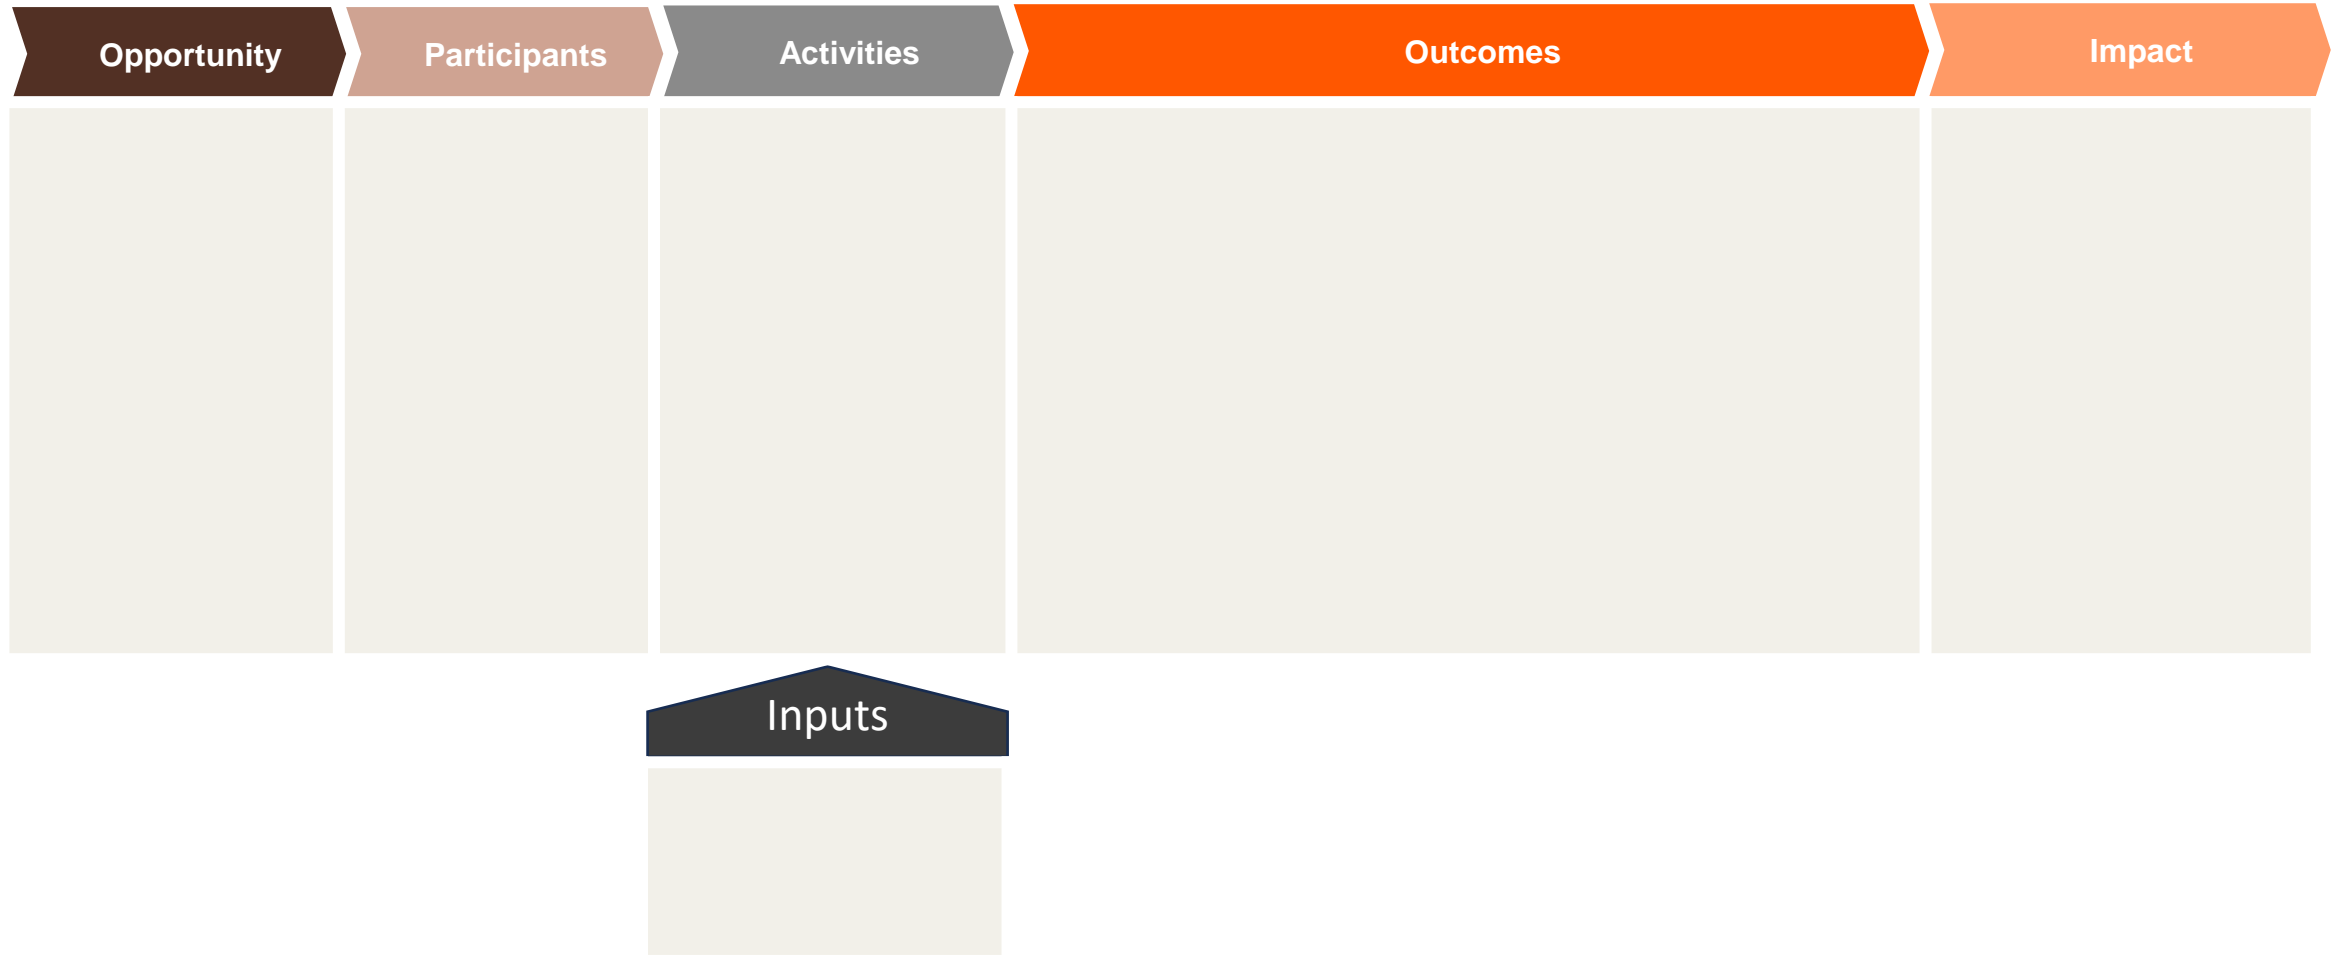 Opportunity
Participants
Activities
Outcomes
Impact
Inputs